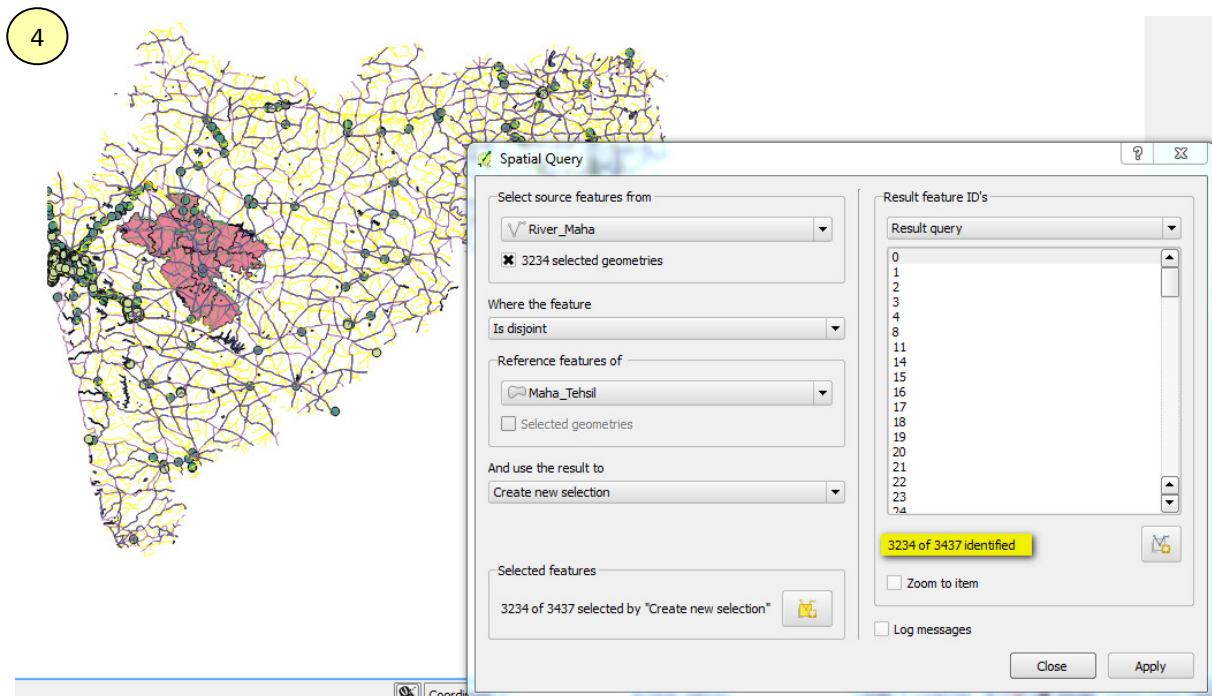 4
Spatial Query
Select source features from
River_Maha
3234 selected geometries
Where the feature
Is disjoint
Reference features of
Maha_Tehsil
Selected geometries
And use the result to
Create new selection
Selected features
3234 of 3437 selected by "Create new selection"
Result feature ID's
Result query
0
1
2
3
4
8
11
14
15
16
17
18
19
20
21
22
23
24
3234 of 3437 identified
Zoom to item
Log messages
Close
Apply